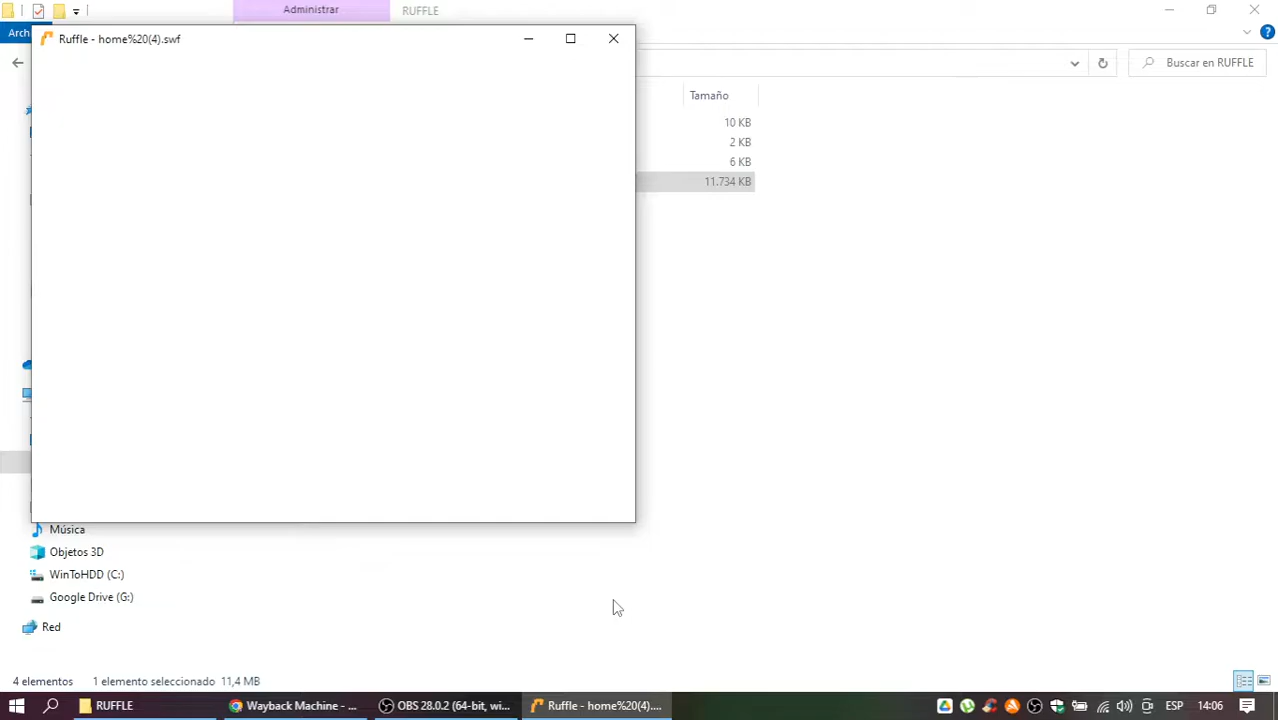 Administrar
RUFFLE
Arch
Ruffle - home%20(4).swf
Buscar en RUFFLE
Tamaño
10 KB
2 KB
6 KB
11.734 KB
Música
Objetos 3D
WinToHDD (C:)
Google Drive (G:)
Red
4 elementos
1 elemento seleccionado 11,4 MB
RUFFLE
Wayback Machine - ...
OBS 28.0.2 (64-bit, wi...
Ruffle - home%20(4)....
ESP
14:06